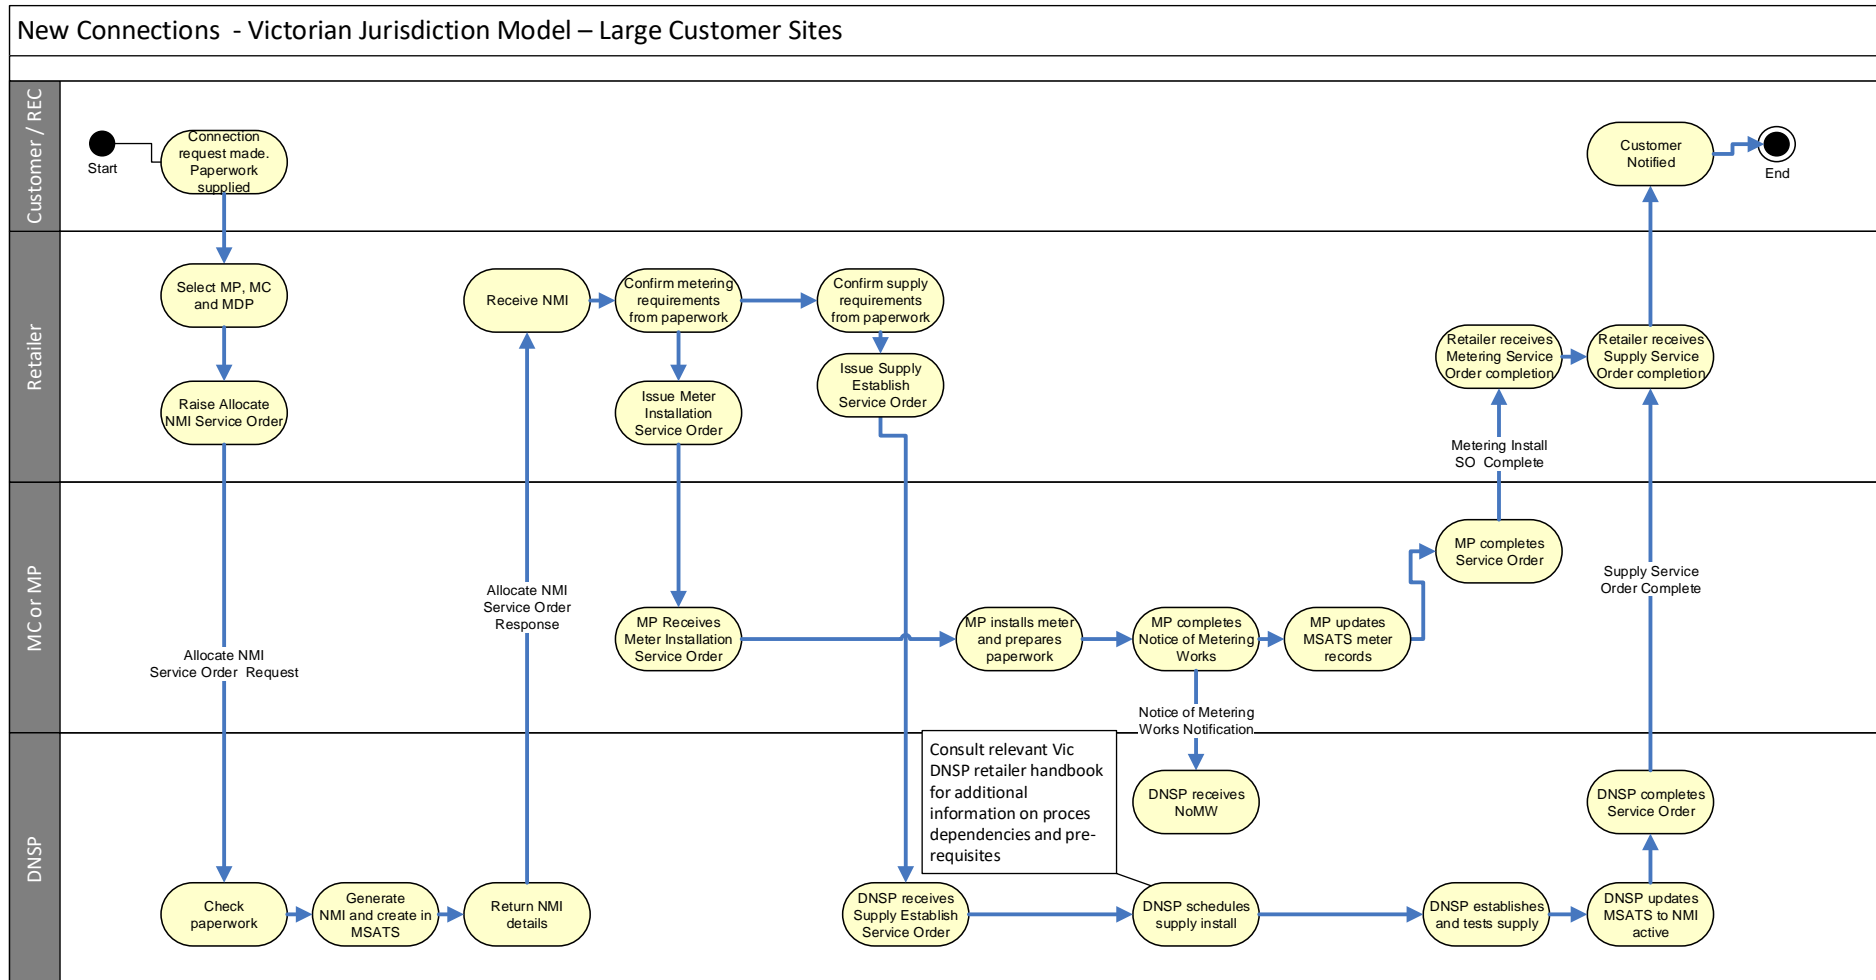 New Connections - Victorian Jurisdiction Model – Large Customer Sites
Customer / REC
Start
Connection
request made.
Paperwork
supplied
Customer
Notified
End
Retailer
Select MP, MC
and MDP
Raise Allocate
NMI Service Order
Receive NMI
Confirm metering
requirements
from paperwork
Confirm supply
requirements
from paperwork
Issue Meter
Installation
Service Order
Issue Supply
Establish
Service Order
Retailer receives
Metering Service
Order completion
Retailer receives
Supply Service
Order completion
Metering Install
SO Complete
MC or MP
Allocate NMI
Service Order Request
Allocate NMI
Service Order
Response
MP Receives
Meter Installation
Service Order
MP installs meter
and prepares
paperwork
MP completes
Notice of Metering
Works
MP updates
MSATS meter
records
MP completes
Service Order
Supply Service
Order Complete
Notice of Metering
Works Notification
DNSP
Consult relevant Vic
DNSP retailer handbook
for additional
information on proces
dependencies and pre-
requisites
DNSP receives
NoMW
DNSP completes
Service Order
Check
paperwork
Generate
NMI and create in
MSATS
Return NMI
details
DNSP receives
Supply Establish
Service Order
DNSP schedules
supply install
DNSP establishes
and tests supply
DNSP updates
MSATS to NMI
active